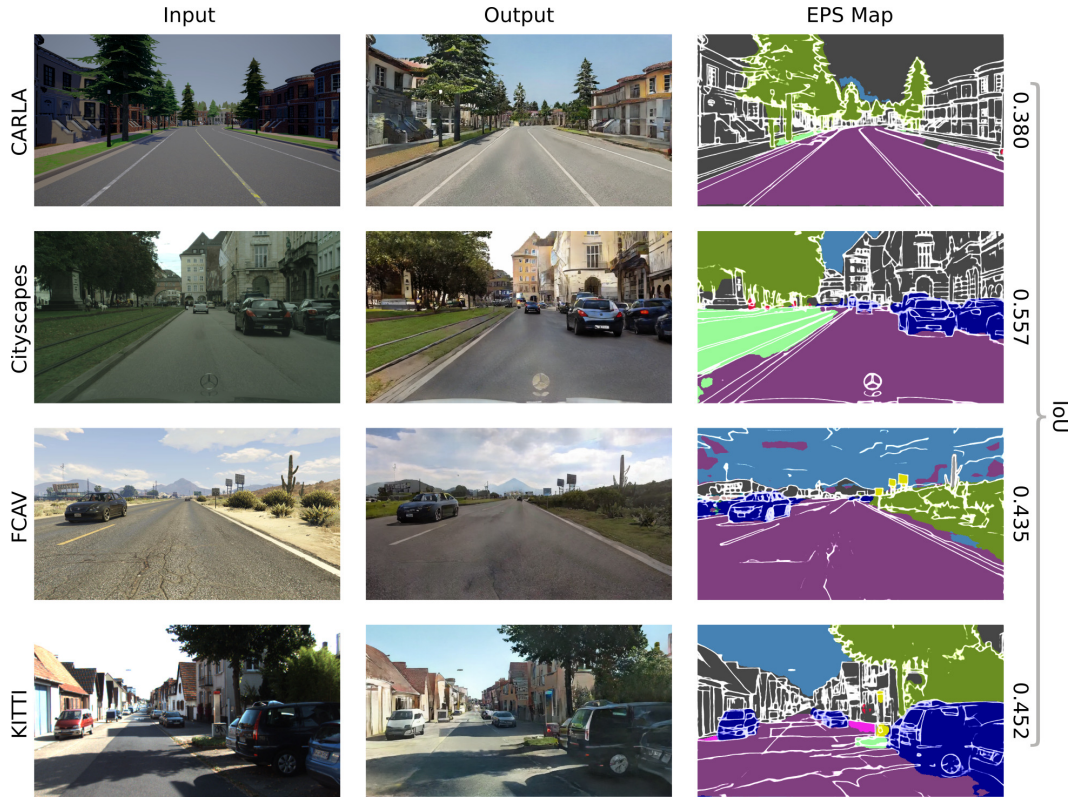 Input Output EPS Map
CARLA 0.380
Cityscapes 0.557
IoU
FCAV 0.435
KITTI 0.452